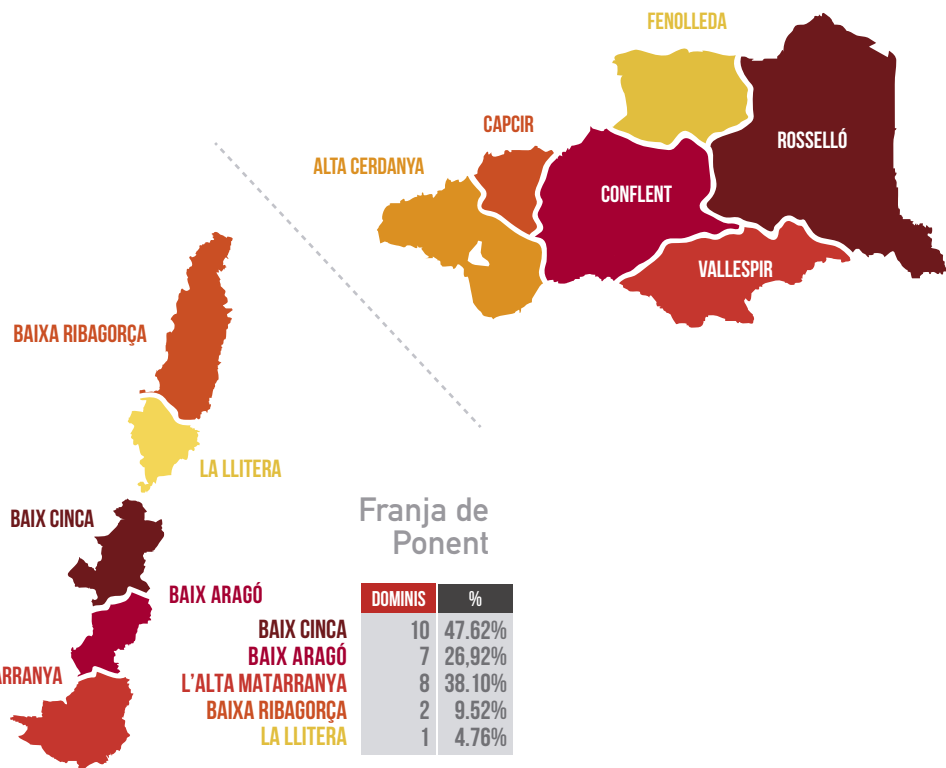 FENOLLEDA
CAPCIR
ROSSELLÓ
ALTA CERDANYA
CONFLENT
VALLESPIR
BAIXA RIBAGORÇA
LA LLITERA
BAIX CINCA
Franja de
Ponent
BAIX ARAGÓ
DOMINIS %
BAIX CINCA 10 47.62%
BAIX ARAGÓ 7 26,92%
ARRANYA
L'ALTA MATARRANYA 8 38.10%
BAIXA RIBAGORÇA 2 9.52%
LA LLITERA 1 4.76%